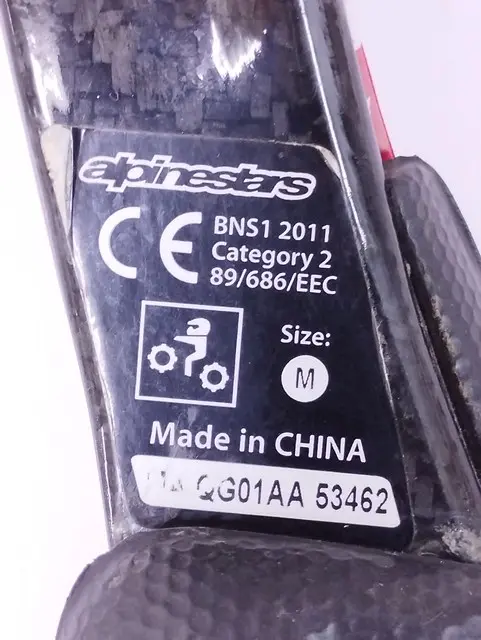 alpinestars
CE
BNS1 2011
Category 2
89/686/EEC
Size:
M
Made in CHINA
QG01AA 53462